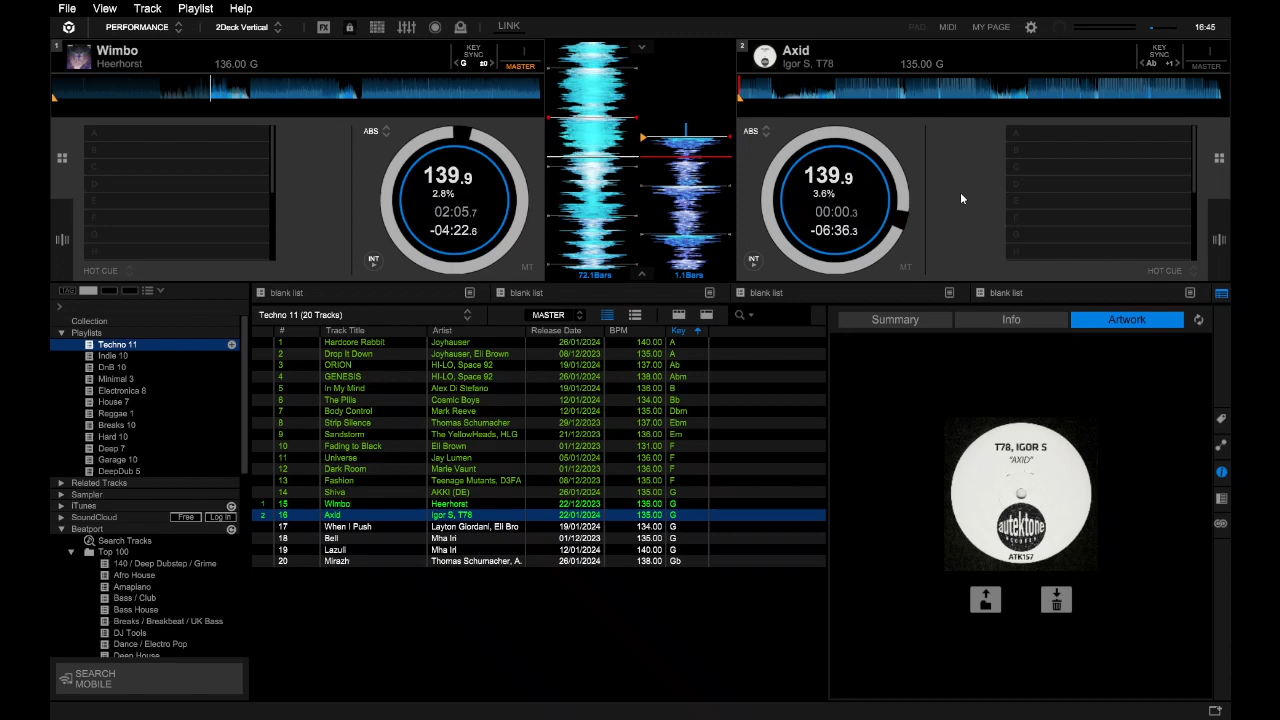 File View Track Playlist Help
PERFORMANCE 2Deck Vertical FX LINK PAD MIDI MY PAGE 16:45
1 Wimbo
Heerhorst 136.00 G
KEY SYNC
< G ±0 >
MASTER
2 Axid
Igor S, T78 135.00 G
KEY SYNC
< Ab +1 >
MASTER
A
B
C
D
E
F
G
H
HOT CUE
ABS
139.9
2.8%
02:05.7
-04:22.6
INT
MT
72.1Bars
1.1Bars
ABS
139.9
3.6%
00:00.3
-06:36.3
INT
MT
A
B
C
D
E
F
G
H
HOT CUE
TAG
blank list blank list blank list blank list
Collection
Playlists
Techno 11
Indie 10
DnB 10
Minimal 3
Electronica 8
House 7
Reggae 1
Breaks 10
Hard 10
Deep 7
Garage 10
DeepDub 5
Related Tracks
Sampler
iTunes
SoundCloud Free Log In
Beatport
Search Tracks
Top 100
140 / Deep Dubstep / Grime
Afro House
Amapiano
Bass / Club
Bass House
Breaks / Breakbeat / UK Bass
DJ Tools
Dance / Electro Pop
Deep House
SEARCH
MOBILE
Techno 11 (20 Tracks) MASTER
# Track Title Artist Release Date BPM Key
1 Hardcore Rabbit Joyhauser 26/01/2024 140.00 A
2 Drop It Down Joyhauser, Eli Brown 08/12/2023 135.00 A
3 ORION HI-LO, Space 92 19/01/2024 137.00 Ab
4 GENESIS HI-LO, Space 92 26/01/2024 138.00 Abm
5 In My Mind Alex Di Stefano 19/01/2024 136.00 B
6 The Pills Cosmic Boys 12/01/2024 134.00 Bb
7 Body Control Mark Reeve 12/01/2024 135.00 Dbm
8 Strip Silence Thomas Schumacher 29/12/2023 137.00 Ebm
9 Sandstorm The YellowHeads, HLG 21/12/2023 136.00 Em
10 Fading to Black Eli Brown 01/12/2023 131.00 F
11 Universe Jay Lumen 05/01/2024 136.00 F
12 Dark Room Marie Vaunt 01/12/2023 136.00 F
13 Fashion Teenage Mutants, D3FA 01/12/2023 135.00 F
14 Shiva AKKI (DE) 26/01/2024 135.00 G
1 15 Wimbo Heerhorst 22/12/2023 136.00 G
2 16 Axid Igor S, T78 22/01/2024 135.00 G
17 When I Push Layton Giordani, Eli Bro 19/01/2024 134.00 G
18 Bell Mha Iri 01/12/2023 135.00 G
19 Lazuli Mha Iri 12/01/2024 140.00 G
20 Mirazh Thomas Schumacher, A. 26/01/2024 138.00 Gb
Summary Info Artwork
T78, IGOR S
"AXID"
autektone
RECORDS
ATK157